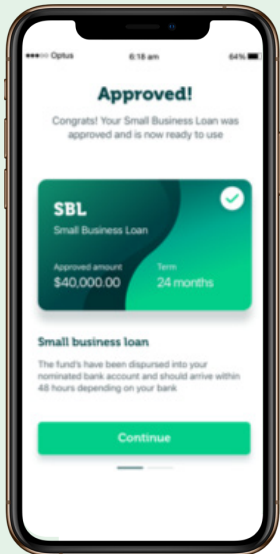 Optus 6:18 am 64%
Approved!
Congrats! Your Small Business Loan was
approved and is now ready to use
SBL
Small Business Loan
Approved amount Term
$40,000.00 24 months
Small business loan
The fund's have been dispursed into your
nominated bank account and should arrive within
48 hours depending on your bank
Continue